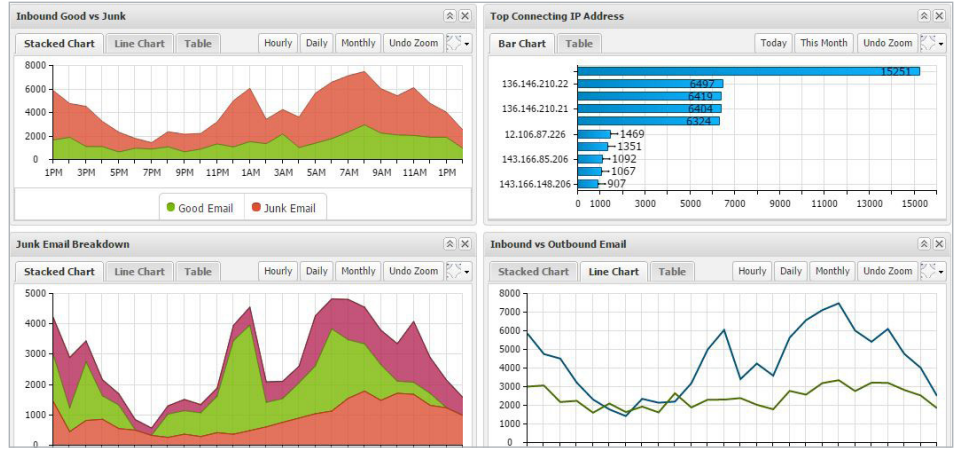 Inbound Good vs Junk
Stacked Chart Line Chart Table Hourly Daily Monthly Undo Zoom
8000
6000
4000
2000
0
1PM 3PM 5PM 7PM 9PM 11PM 1AM 3AM 5AM 7AM 9AM 11AM 1PM
Good Email Junk Email
Top Connecting IP Address
Bar Chart Table Today This Month Undo Zoom
15251
136.146.210.22 6497
6419
136.146.210.21 6404
6324
12.106.87.226 1469
1351
143.166.85.206 1092
1067
143.166.148.206 907
0 1000 3000 5000 7000 9000 11000 13000 15000
Junk Email Breakdown
Stacked Chart Line Chart Table Hourly Daily Monthly Undo Zoom
5000
4000
3000
2000
1000
0
Inbound vs Outbound Email
Stacked Chart Line Chart Table Hourly Daily Monthly Undo Zoom
8000
7000
6000
5000
4000
3000
2000
1000
0